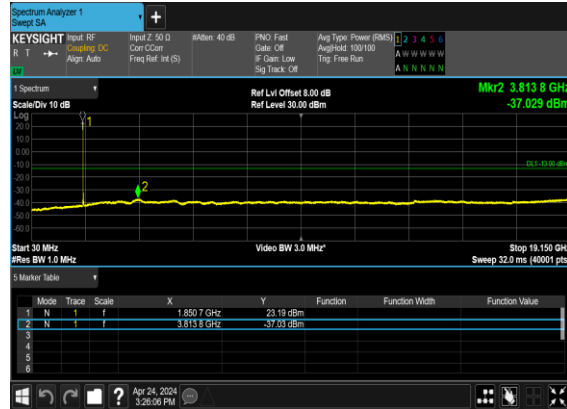 Spectrum Analyzer 1
Swept SA
+
KEYSIGHT Input: RF Input Z: 50 Ω #Atten: 40 dB PNO: Fast Avg Type: Power (RMS) 1 2 3 4 5 6
R T Coupling: DC Corr CCorr Gate: Off Avg|Hold: 100/100 A W W W W W
Align: Auto Freq Ref: Int (S) IF Gain: Low Trig: Free Run
Sig Track: Off A N N N N N
1 Spectrum Ref Lvl Offset 8.00 dB Mkr2 3.813 8 GHz
Scale/Div 10 dB Ref Level 30.00 dBm -37.029 dBm
Log
1
20.0
10.0
0.00
-10.0
DL1 -13.00 dBm
-20.0
-30.0
2
-40.0
-50.0
-60.0
Start 30 MHz Video BW 3.0 MHz* Stop 19.150 GH
#Res BW 1.0 MHz Sweep 32.0 ms (40001 pts
5 Marker Table
Mode Trace Scale X Y Function Function Width Function Value
1 N 1 f 1.850 7 GHz 23.19 dBm
2 N 1 f 3.813 8 GHz -37.03 dBm
3
4
5
6
? Apr 24, 2024
3:26:06 PM